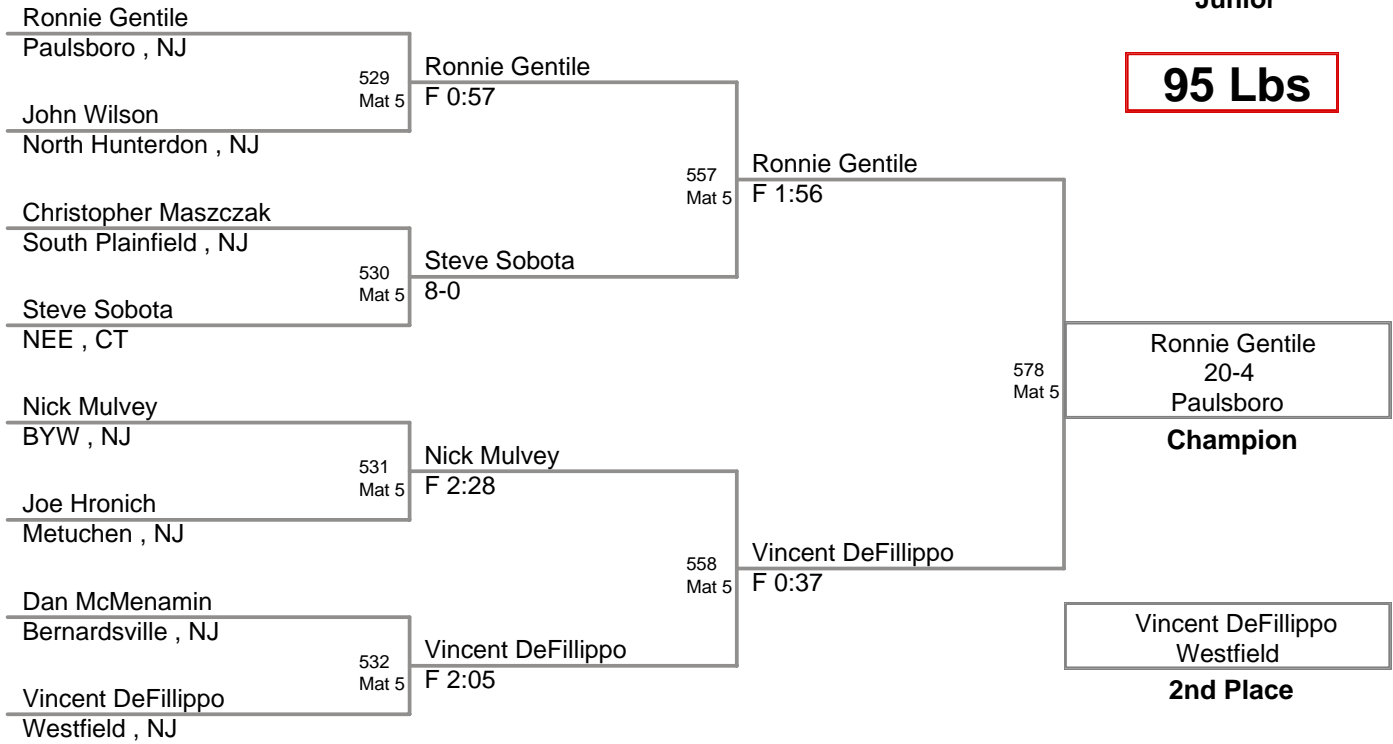 Junior
95 Lbs
Ronnie Gentile
Paulsboro , NJ
529
Mat 5
John Wilson
North Hunterdon , NJ
Ronnie Gentile
F 0:57
Christopher Maszczak
South Plainfield , NJ
530
Mat 5
Steve Sobota
NEE , CT
Steve Sobota
8-0
557
Mat 5
Ronnie Gentile
F 1:56
Nick Mulvey
BYW , NJ
531
Mat 5
Joe Hronich
Metuchen , NJ
Nick Mulvey
F 2:28
Dan McMenamin
Bernardsville , NJ
532
Mat 5
Vincent DeFillippo
Westfield , NJ
Vincent DeFillippo
F 2:05
558
Mat 5
Vincent DeFillippo
F 0:37
578
Mat 5
Ronnie Gentile
20-4
Paulsboro
Champion
Vincent DeFillippo
Westfield
2nd Place